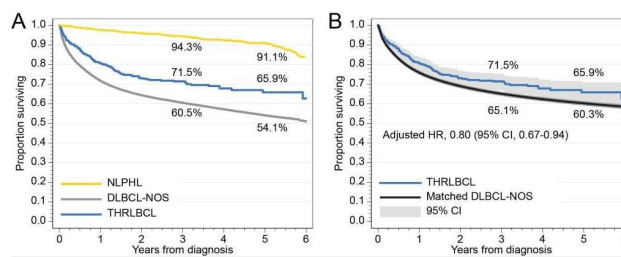 A
Proportion surviving
1.0
0.9
0.8
0.7
0.6
0.5
0.4
0.3
0.2
0.1
0.0
94.3%
91.1%
71.5%
65.9%
60.5%
54.1%
NLPHL
DLBCL-NOS
THRLBCL
0 1 2 3 4 5 6
Years from diagnosis
B
Proportion surviving
1.0
0.9
0.8
0.7
0.6
0.5
0.4
0.3
0.2
0.1
0.0
71.5%
65.9%
65.1%
60.3%
Adjusted HR, 0.80 (95% CI, 0.67-0.94)
THRLBCL
Matched DLBCL-NOS
95% CI
0 1 2 3 4 5 6
Years from diagnosis